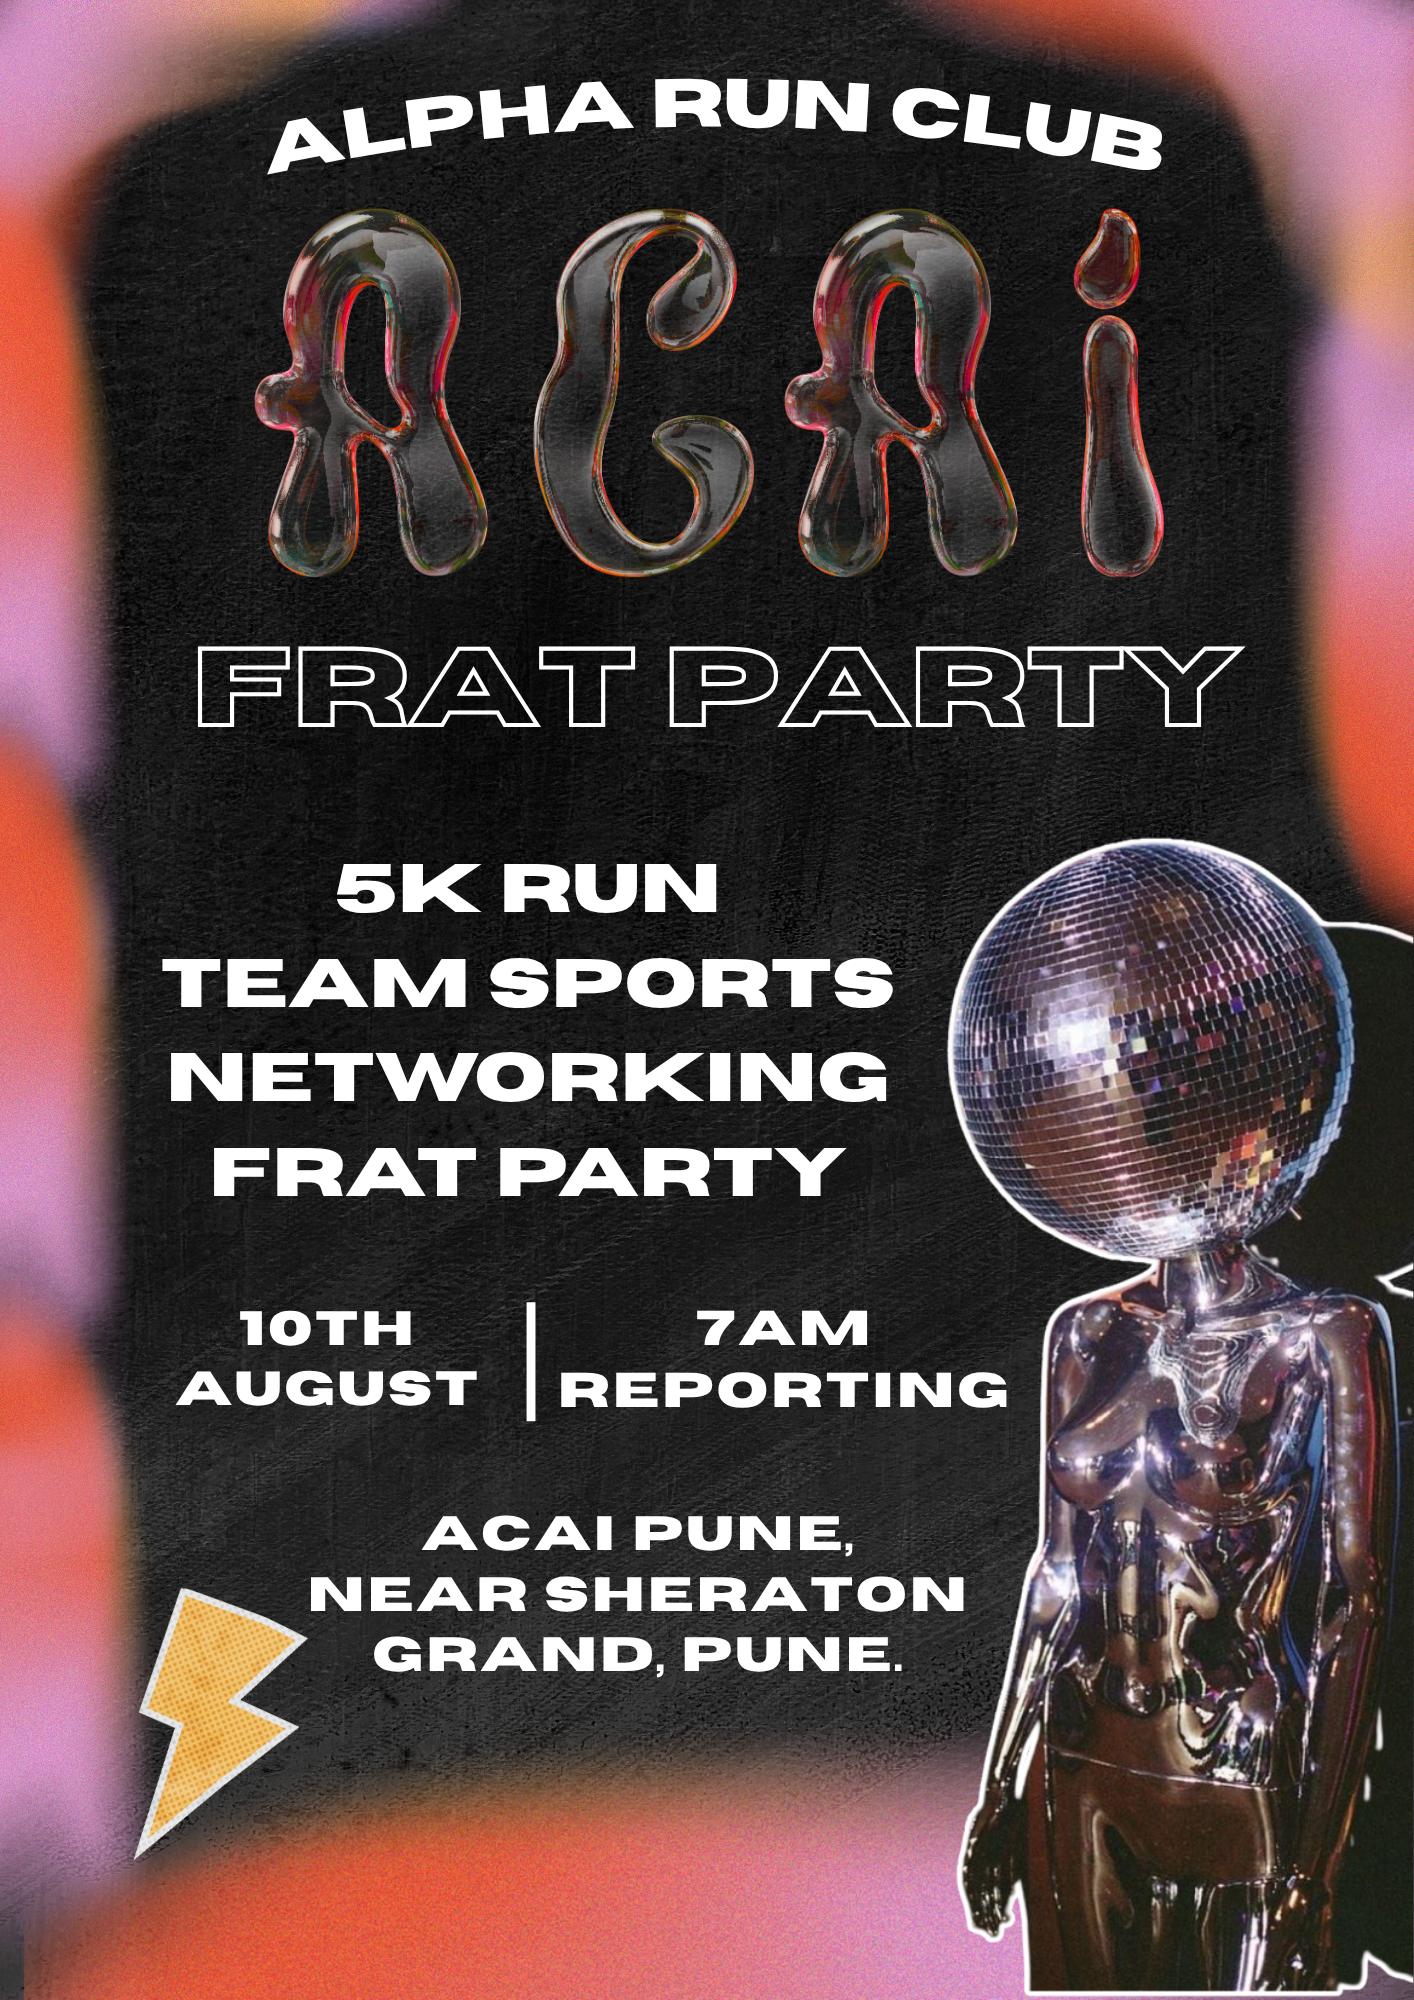 ALPHA RUN CLUB
ACAi
FRAT PARTY
5K RUN
TEAM SPORTS
NETWORKING
FRAT PARTY
10TH
AUGUST
7AM
REPORTING
ACAI PUNE,
NEAR SHERATON
GRAND, PUNE.